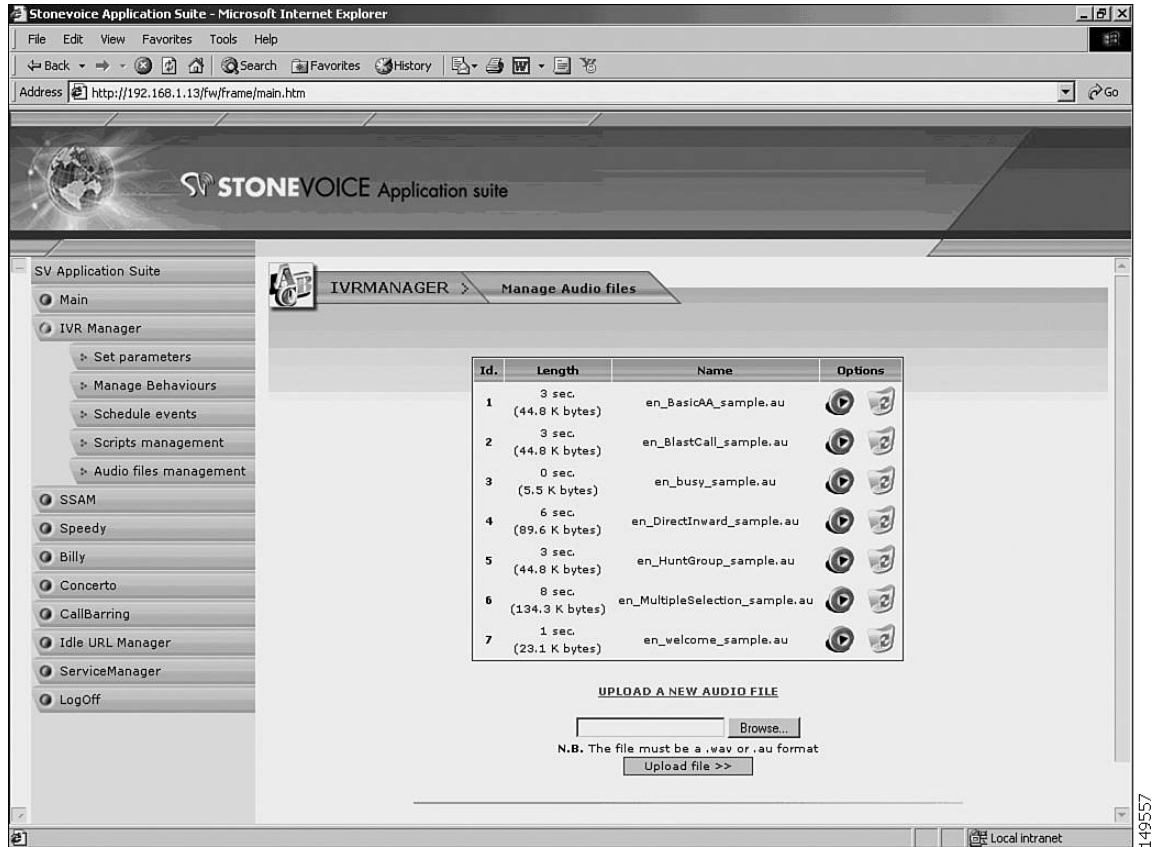 Stonevoice Application Suite - Microsoft Internet Explorer
File Edit View Favorites Tools Help
Back Search Favorites History
Address http://192.168.1.13/fw/frame/main.htm Go
SV STONEVOICE Application suite
SV Application Suite
Main
IVR Manager
Set parameters
Manage Behaviours
Schedule events
Scripts management
Audio files management
SSAM
Speedy
Billy
Concerto
CallBarring
Idle URL Manager
ServiceManager
LogOff
IVRMANAGER > Manage Audio files
Id. Length Name Options
1 3 sec. (44.8 K bytes) en_BasicAA_sample.au
2 3 sec. (44.8 K bytes) en_BlastCall_sample.au
3 0 sec. (5.5 K bytes) en_busy_sample.au
4 6 sec. (89.6 K bytes) en_DirectInward_sample.au
5 3 sec. (44.8 K bytes) en_HuntGroup_sample.au
6 8 sec. (134.3 K bytes) en_MultipleSelection_sample.au
7 1 sec. (23.1 K bytes) en_welcome_sample.au
UPLOAD A NEW AUDIO FILE
Browse...
N.B. The file must be a .wav or .au format
Upload file >>
Local intranet
149557